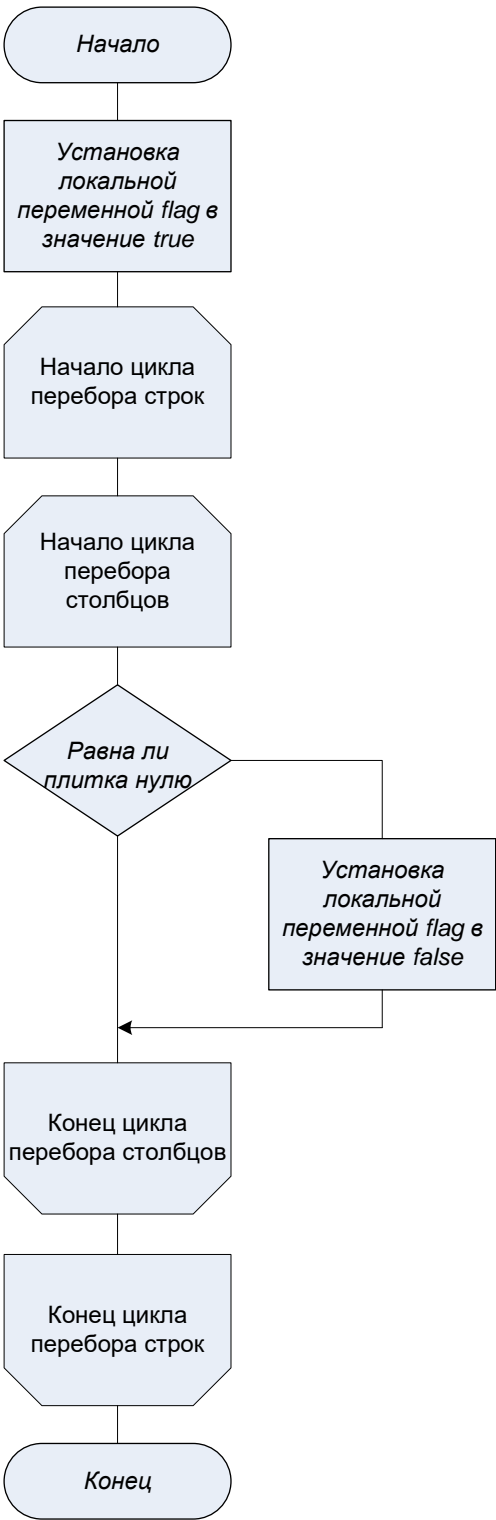 Начало
Установка
локальной
переменной flag в
значение true
Начало цикла
перебора строк
Начало цикла
перебора
столбцов
Равна ли
плитка нулю
Установка
локальной
переменной flag в
значение false
Конец цикла
перебора столбцов
Конец цикла
перебора строк
Конец